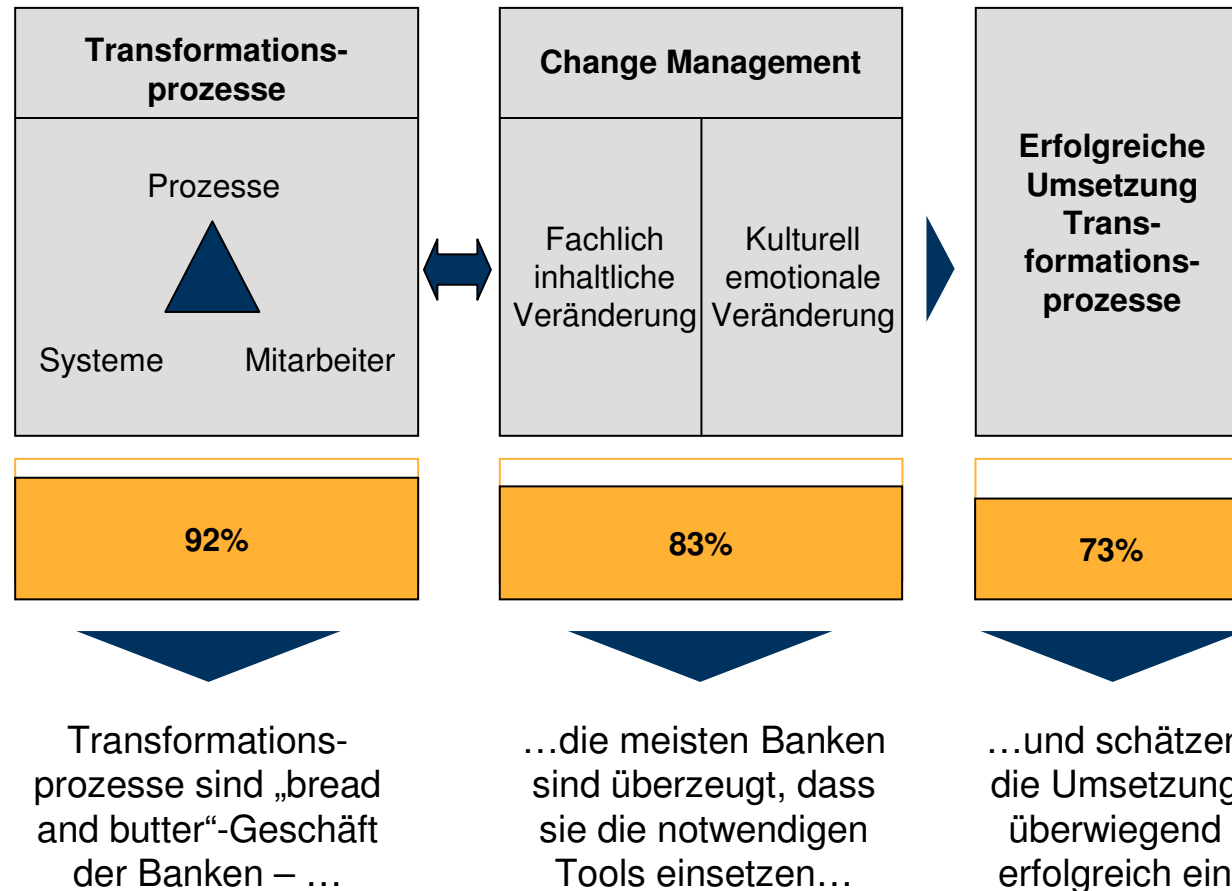 Transformations-
prozesse
Prozesse
Systeme
Mitarbeiter
92%
Transformations-
prozesse sind „bread
and butter“-Geschäft
der Banken – …
Change Management
Fachlich
inhaltliche
Veränderung
Kulturell
emotionale
Veränderung
83%
…die meisten Banken
sind überzeugt, dass
sie die notwendigen
Tools einsetzen…
Erfolgreiche
Umsetzung
Trans-
formations-
prozesse
73%
…und schätzen
die Umsetzung
überwiegend
erfolgreich ein